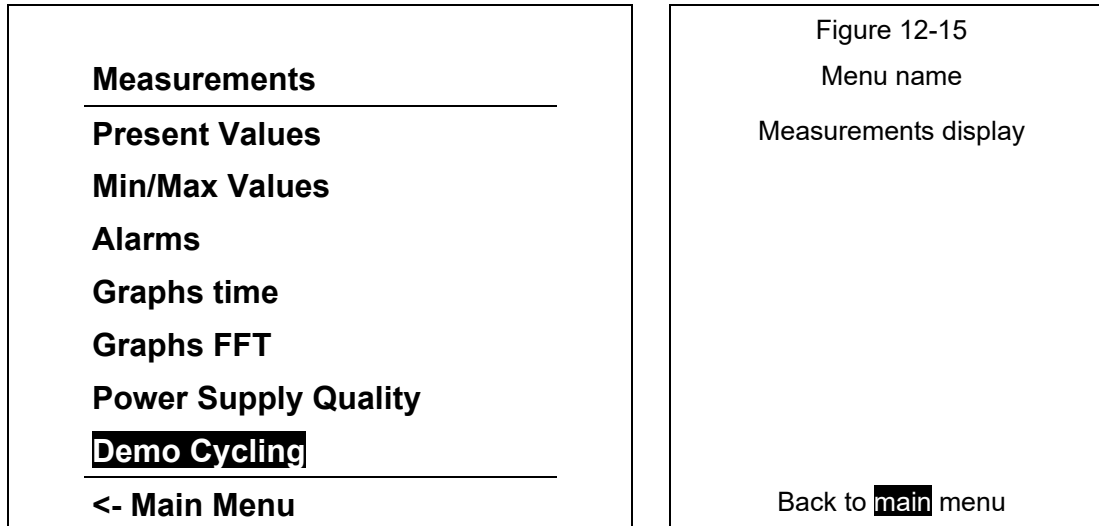 Measurements
Present Values
Min/Max Values
Alarms
Graphs time
Graphs FFT
Power Supply Quality
Demo Cycling
<- Main Menu
Figure 12-15
Menu name
Measurements display
Back to main menu